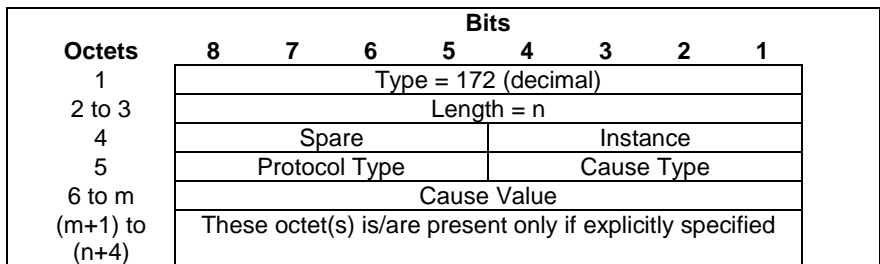 Bits
Octets 8 7 6 5 4 3 2 1
1 Type = 172 (decimal)
2 to 3 Length = n
4 Spare Instance
5 Protocol Type Cause Type
6 to m Cause Value
(m+1) to These octet(s) is/are present only if explicitly specified
(n+4)